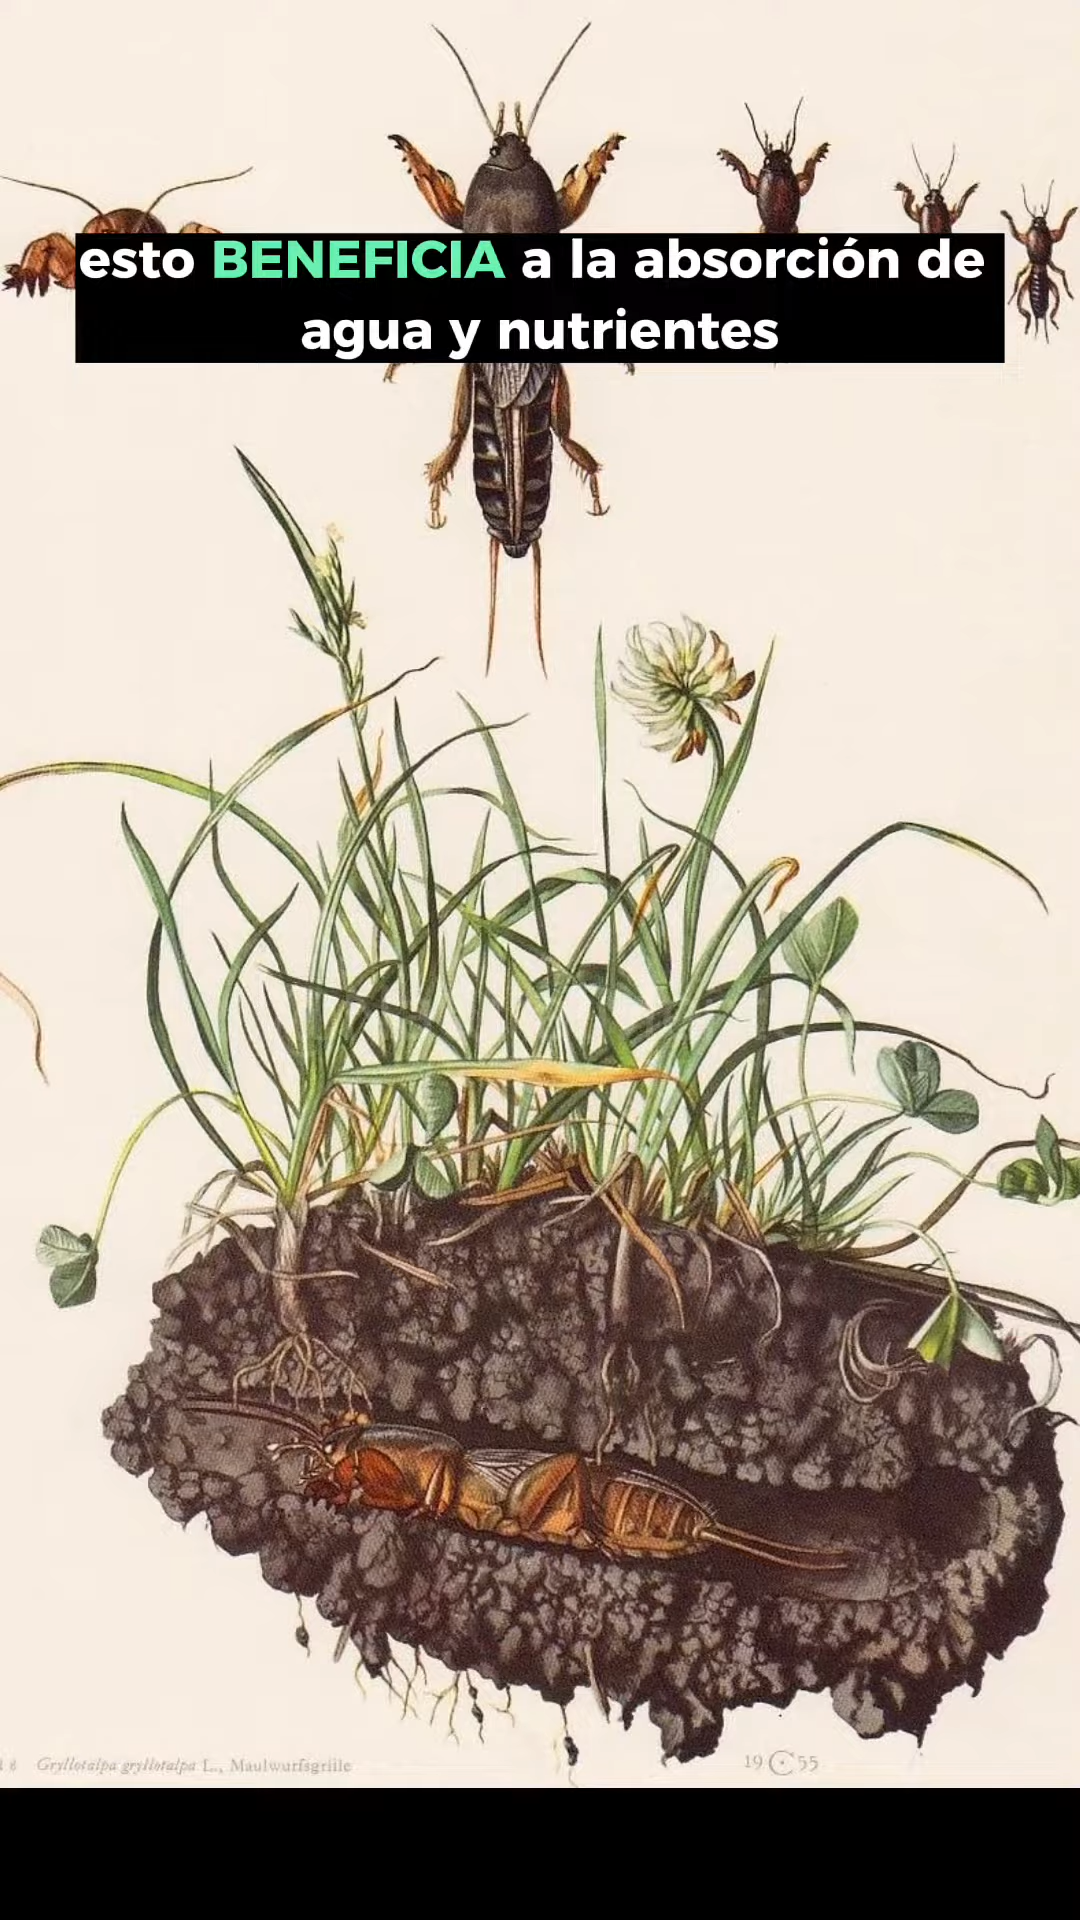 esto BENEFICIA a la absorción de
agua y nutrientes
Gryllotalpa gryllotalpa L., Maulwurfsgrille
19 C 55